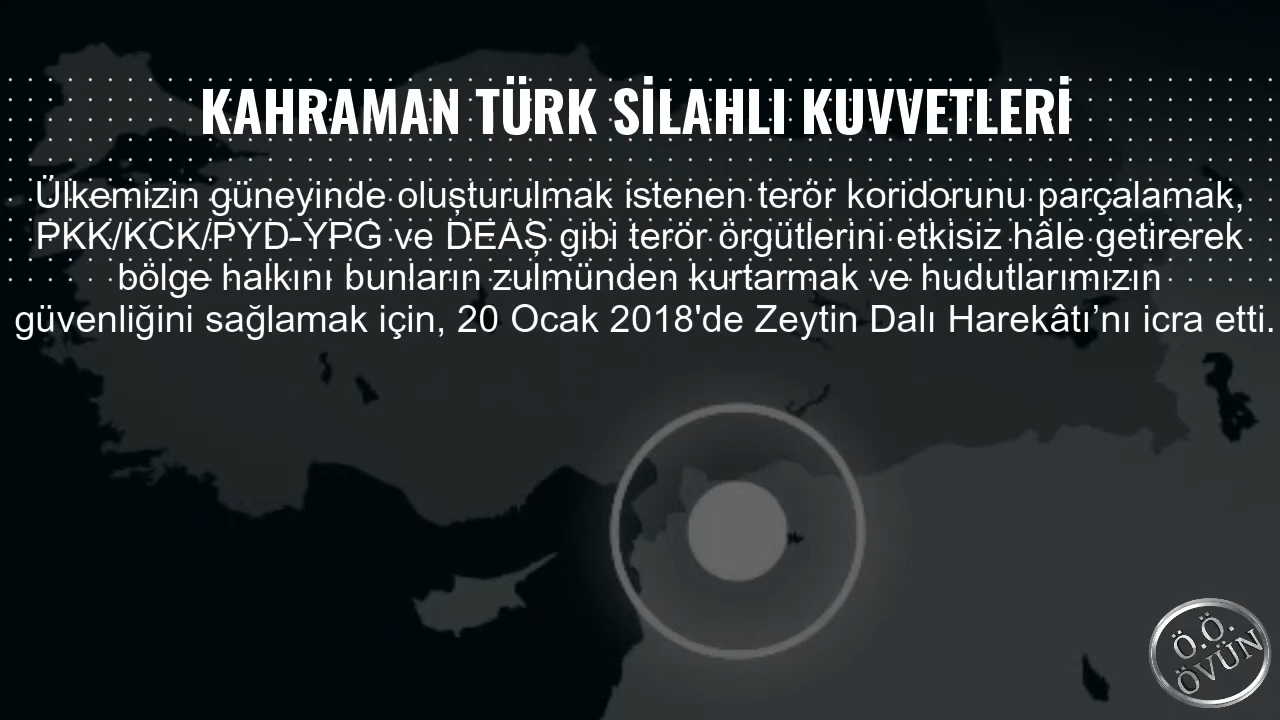 KAHRAMAN TÜRK SİLAHLI KUVVETLERİ
Ülkemizin güneyinde oluşturulmak istenen terör koridorunu parçalamak,
PKK/KCK/PYD-YPG ve DEAŞ gibi terör örgütlerini etkisiz hâle getirerek
bölge halkını bunların zulmünden kurtarmak ve hudutlarımızın
güvenliğini sağlamak için, 20 Ocak 2018'de Zeytin Dalı Harekâtı’nı icra etti.
Ö.Ö.
ÖVÜN